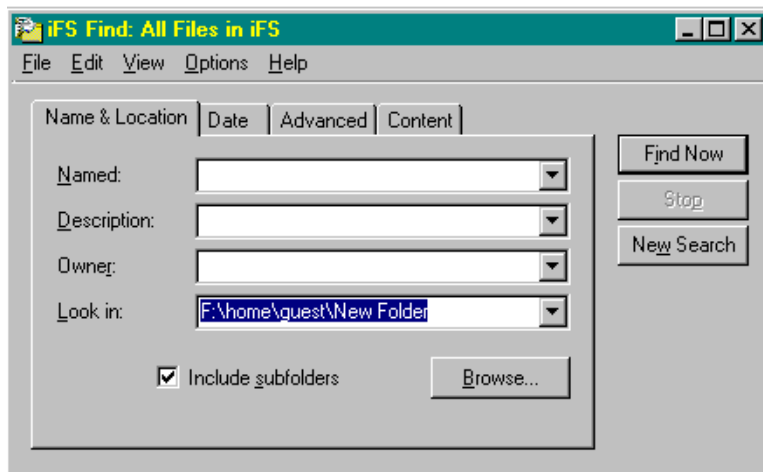 iFS Find: All Files in iFS
File Edit View Options Help
Name & Location Date Advanced Content
Named:
Description:
Owner:
Look in: F:\home\guest\New Folder
Include subfolders Browse...
Find Now
Stop
New Search